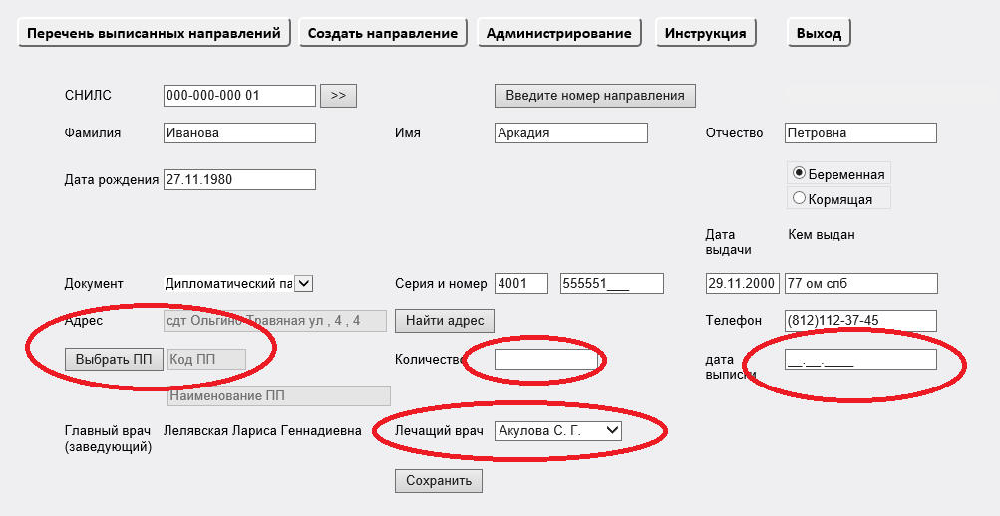 Перечень выписанных направлений Создать направление Администрирование Инструкция Выход
СНИЛС 000-000-000 01 >> Введите номер направления
Фамилия Иванова Имя Аркадия Отчество Петровна
Дата рождения 27.11.1980
Беременная
Кормящая
Дата выдачи Кем выдан
Документ Дипломатический па Серия и номер 4001 555551___ 29.11.2000 77 ом спб
Адрес сдт Ольгино Травяная ул , 4 , 4 Найти адрес Телефон (812)112-37-45
Выбрать ПП Код ПП Количество дата выписки __.__.____
Наименование ПП
Главный врач (заведующий) Лелявская Лариса Геннадиевна Лечащий врач Акулова С. Г.
Сохранить